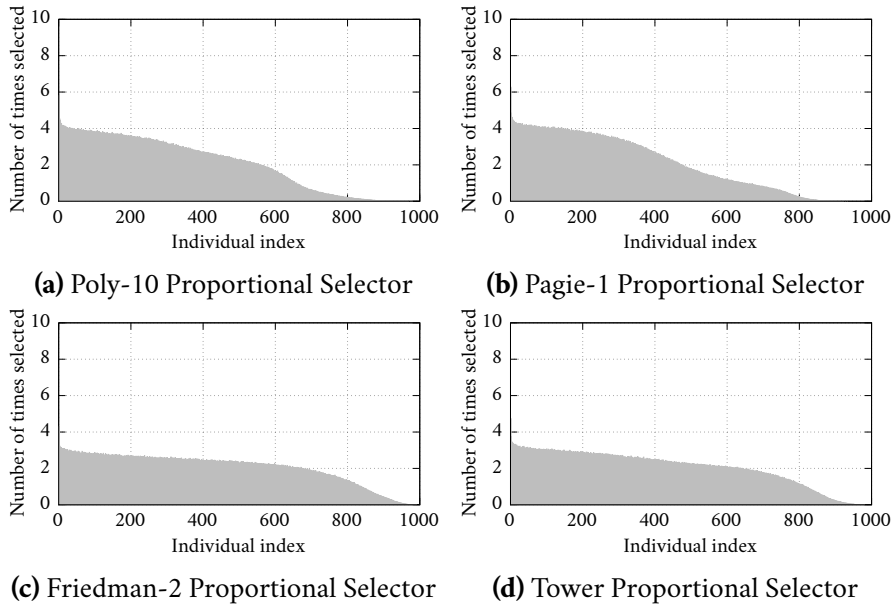 10
8
6
4
2
0
Number of times selected
0 200 400 600 800 1000
Individual index
(a) Poly-10 Proportional Selector
10
8
6
4
2
0
Number of times selected
0 200 400 600 800 1000
Individual index
(b) Pagie-1 Proportional Selector
10
8
6
4
2
0
Number of times selected
0 200 400 600 800 1000
Individual index
(c) Friedman-2 Proportional Selector
10
8
6
4
2
0
Number of times selected
0 200 400 600 800 1000
Individual index
(d) Tower Proportional Selector